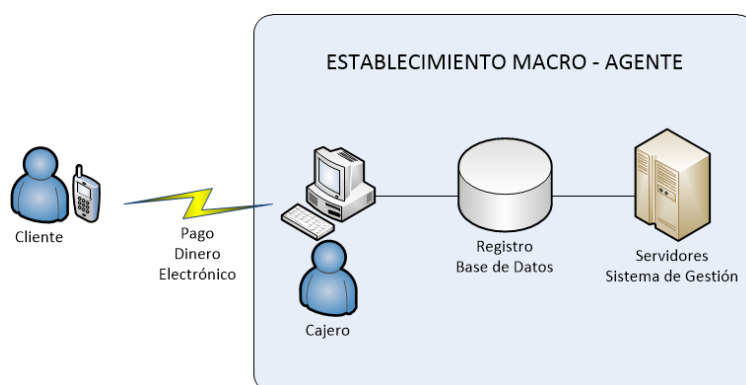 ESTABLECIMIENTO MACRO - AGENTE
Cliente
Pago
Dinero
Electrónico
Cajero
Registro
Base de Datos
Servidores
Sistema de Gestión